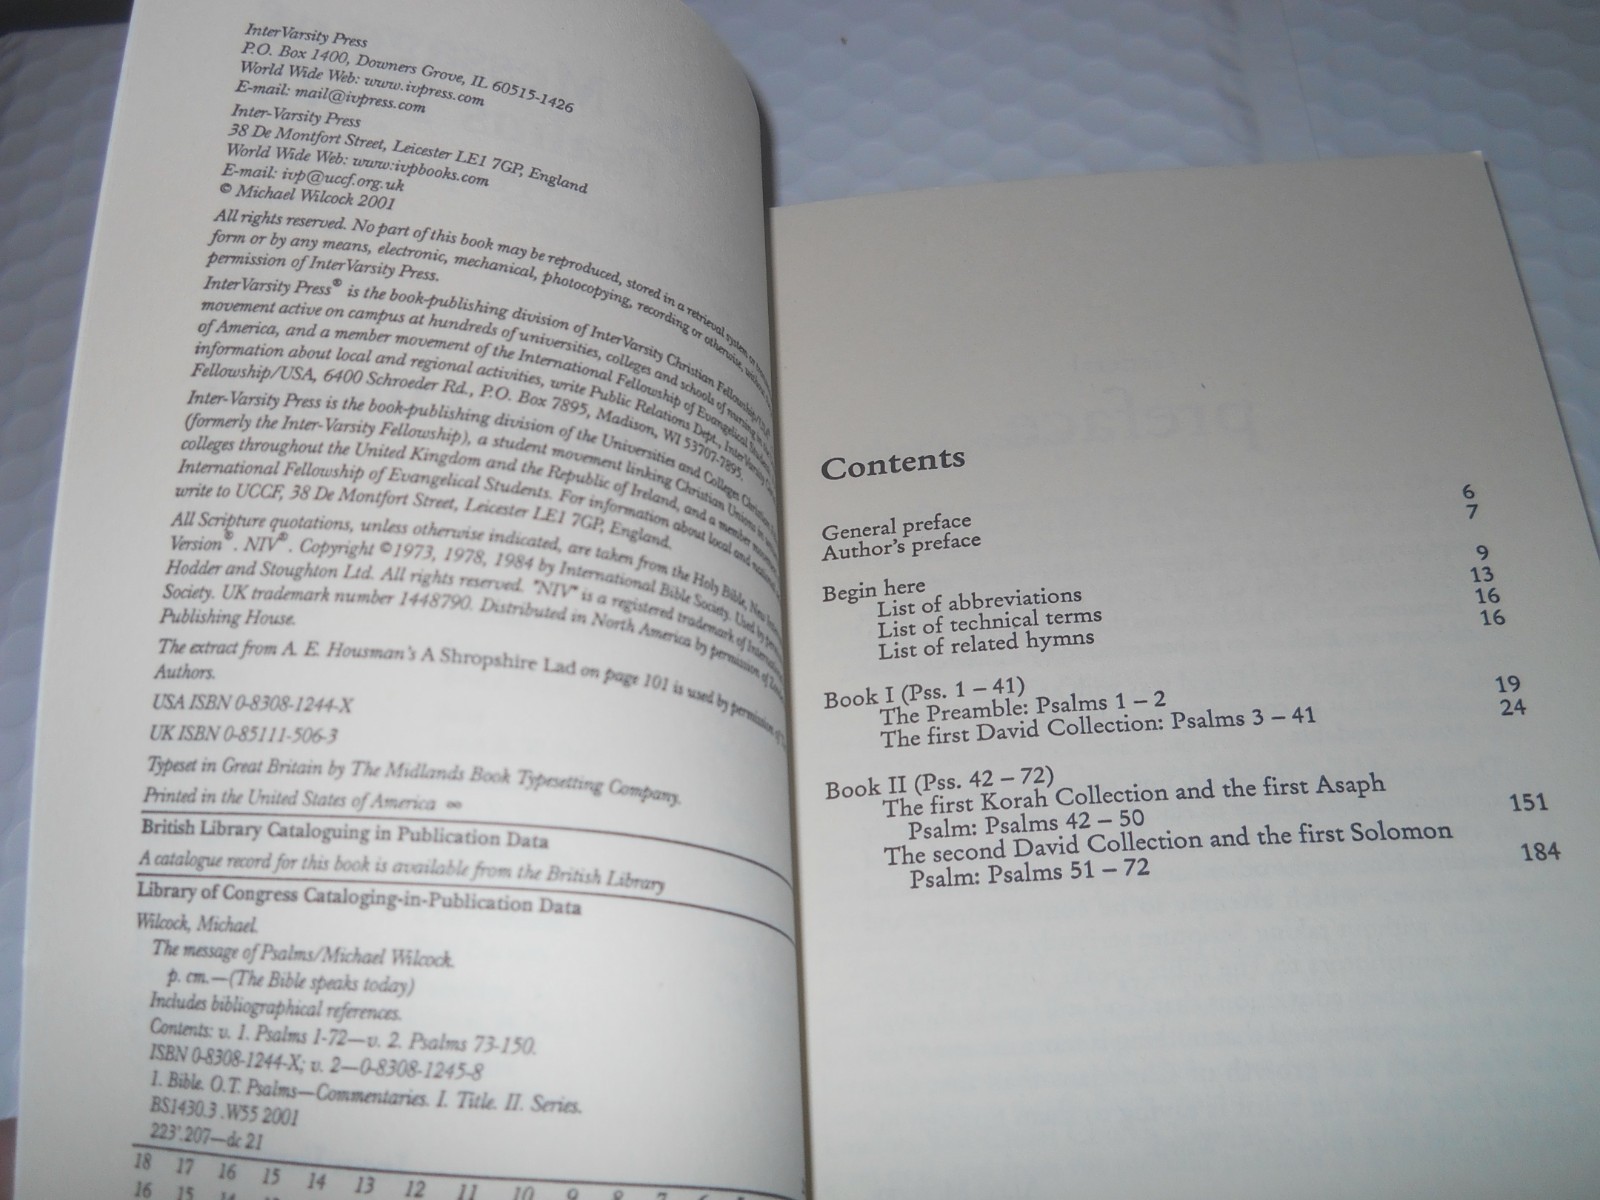 InterVarsity Press
P.O. Box 1400, Downers Grove, IL 60515-1426
World Wide Web: www.ivpress.com
E-mail: mail@ivpress.com
Inter-Varsity Press
38 De Montfort Street, Leicester LE1 7GP, England
World Wide Web: www.ivpbooks.com
E-mail: ivp@uccf.org.uk
© Michael Wilcock 2001
All rights reserved. No part of this book may be reproduced, stored in a retrieval system or
form or by any means, electronic, mechanical, photocopying, recording or otherwise, without
permission of InterVarsity Press.
InterVarsity Press® is the book-publishing division of InterVarsity Christian Fellowship/USA
movement active on campus at hundreds of universities, colleges and schools of nursing in
of America, and a member movement of the International Fellowship of Evangelical Students
information about local and regional activities, write Public Relations Dept., InterVarsity
Fellowship/USA, 6400 Schroeder Rd., P.O. Box 7895, Madison, WI 53707-7895.
Inter-Varsity Press is the book-publishing division of the Universities and Colleges Christian
(formerly the Inter-Varsity Fellowship), a student movement linking Christian Unions in
colleges throughout the United Kingdom and the Republic of Ireland, and a member movement
International Fellowship of Evangelical Students. For information about local and
write to UCCF, 38 De Montfort Street, Leicester LE1 7GP, England.
All Scripture quotations, unless otherwise indicated, are taken from the Holy Bible, New
Version®. NIV®. Copyright ©1973, 1978, 1984 by International Bible Society. Used by
Hodder and Stoughton Ltd. All rights reserved. "NIV" is a registered trademark of
Society. UK trademark number 1448790. Distributed in North America by permission of
Publishing House.
The extract from A. E. Housman's A Shropshire Lad on page 101 is used by permission of
Authors.
USA ISBN 0-8308-1244-X
UK ISBN 0-85111-506-3
Typeset in Great Britain by The Midlands Book Typesetting Company.
Printed in the United States of America ∞
British Library Cataloguing in Publication Data
A catalogue record for this book is available from the British Library
Library of Congress Cataloging-in-Publication Data
Wilcock, Michael.
The message of Psalms/Michael Wilcock.
p. cm.—(The Bible speaks today)
Includes bibliographical references.
Contents: v. 1. Psalms 1-72—v. 2. Psalms 73-150.
ISBN 0-8308-1244-X; v. 2—0-8308-1245-8
1. Bible. O.T. Psalms—Commentaries. I. Title. II. Series.
BS1430.3 .W55 2001
223'.207—dc 21
18 17 16 15 14 13 12 11 10 9 8 7 6
16 15 14
Contents
General preface 6
Author's preface 7
Begin here 9
List of abbreviations 13
List of technical terms 16
List of related hymns 16
Book I (Pss. 1 – 41)
The Preamble: Psalms 1 – 2 19
The first David Collection: Psalms 3 – 41 24
Book II (Pss. 42 – 72)
The first Korah Collection and the first Asaph
Psalm: Psalms 42 – 50 151
The second David Collection and the first Solomon
Psalm: Psalms 51 – 72 184